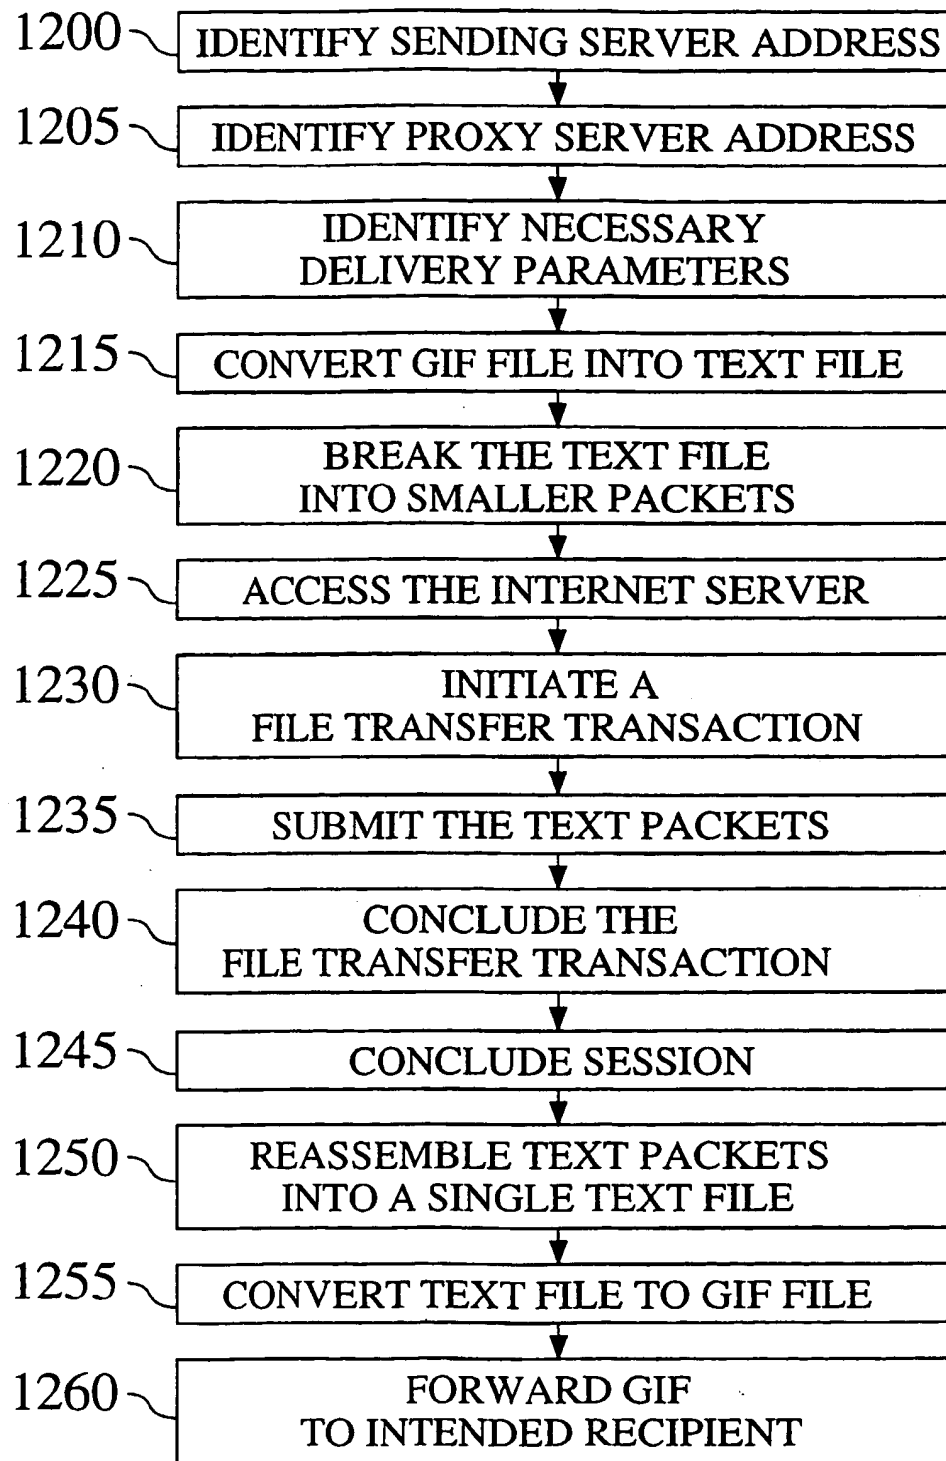 1200 IDENTIFY SENDING SERVER ADDRESS
1205 IDENTIFY PROXY SERVER ADDRESS
1210 IDENTIFY NECESSARY
DELIVERY PARAMETERS
1215 CONVERT GIF FILE INTO TEXT FILE
1220 BREAK THE TEXT FILE
INTO SMALLER PACKETS
1225 ACCESS THE INTERNET SERVER
1230 INITIATE A
FILE TRANSFER TRANSACTION
1235 SUBMIT THE TEXT PACKETS
1240 CONCLUDE THE
FILE TRANSFER TRANSACTION
1245 CONCLUDE SESSION
1250 REASSEMBLE TEXT PACKETS
INTO A SINGLE TEXT FILE
1255 CONVERT TEXT FILE TO GIF FILE
1260 FORWARD GIF
TO INTENDED RECIPIENT